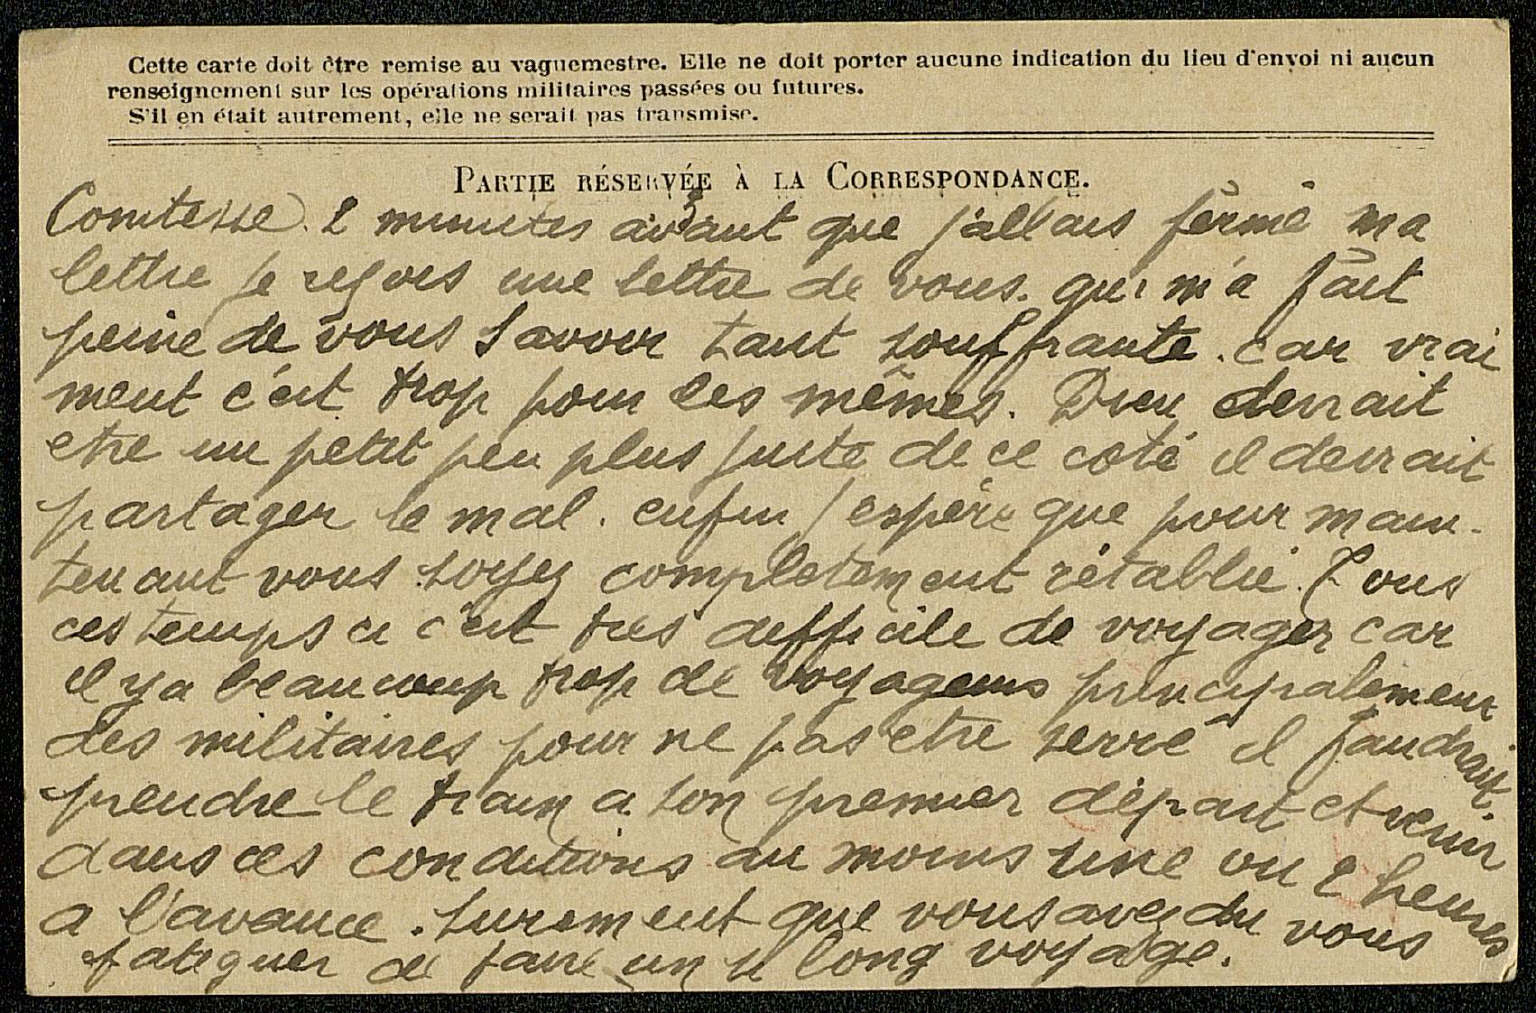 Cette carte doit être remise au vaguemestre. Elle ne doit porter aucune indication du lieu d'envoi ni aucun
renseignement sur les opérations militaires passées ou futures.
S'il en était autrement, elle ne serait pas transmise.
PARTIE RÉSERVÉE À LA CORRESPONDANCE.
Comtesse. 2 minutes avant que j'allais fermé ma
lettre je reçois une lettre de vous. qui m'a fait
peine de vous savoir tant souffrante. car vrai
ment c'est trop pour les mêmes. Dieu devrait
etre un petit peu plus juste de ce coté il devrait
partager le mal. enfin j'espère que pour main-
tenant vous soyez completement rétablie. Tous
ces temps ci c'est tres difficile de voyager car
il y a beaucoup trop de voyageurs principalement
des militaires pour ne pas etre serré il faudrait
prendre le train a son premier départ et venir
dans ces conditions au moins une ou 2 heures
a l'avance. surement que vous avez du vous
fatiguer de faire un si long voyage.